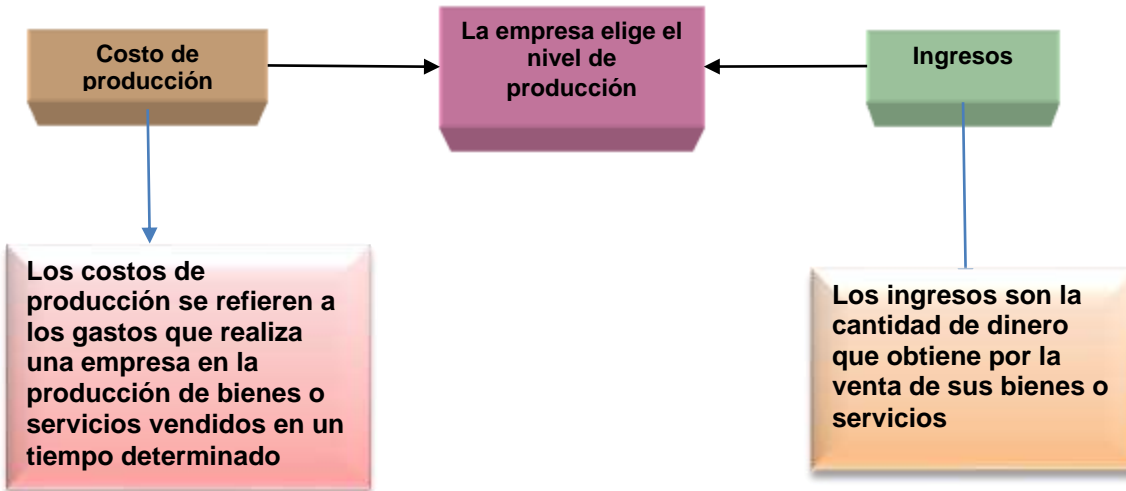 Costo de
producción
La empresa elige el
nivel de
producción
Ingresos
Los costos de
producción se refieren a
los gastos que realiza
una empresa en la
producción de bienes o
servicios vendidos en un
tiempo determinado
Los ingresos son la
cantidad de dinero
que obtiene por la
venta de sus bienes o
servicios